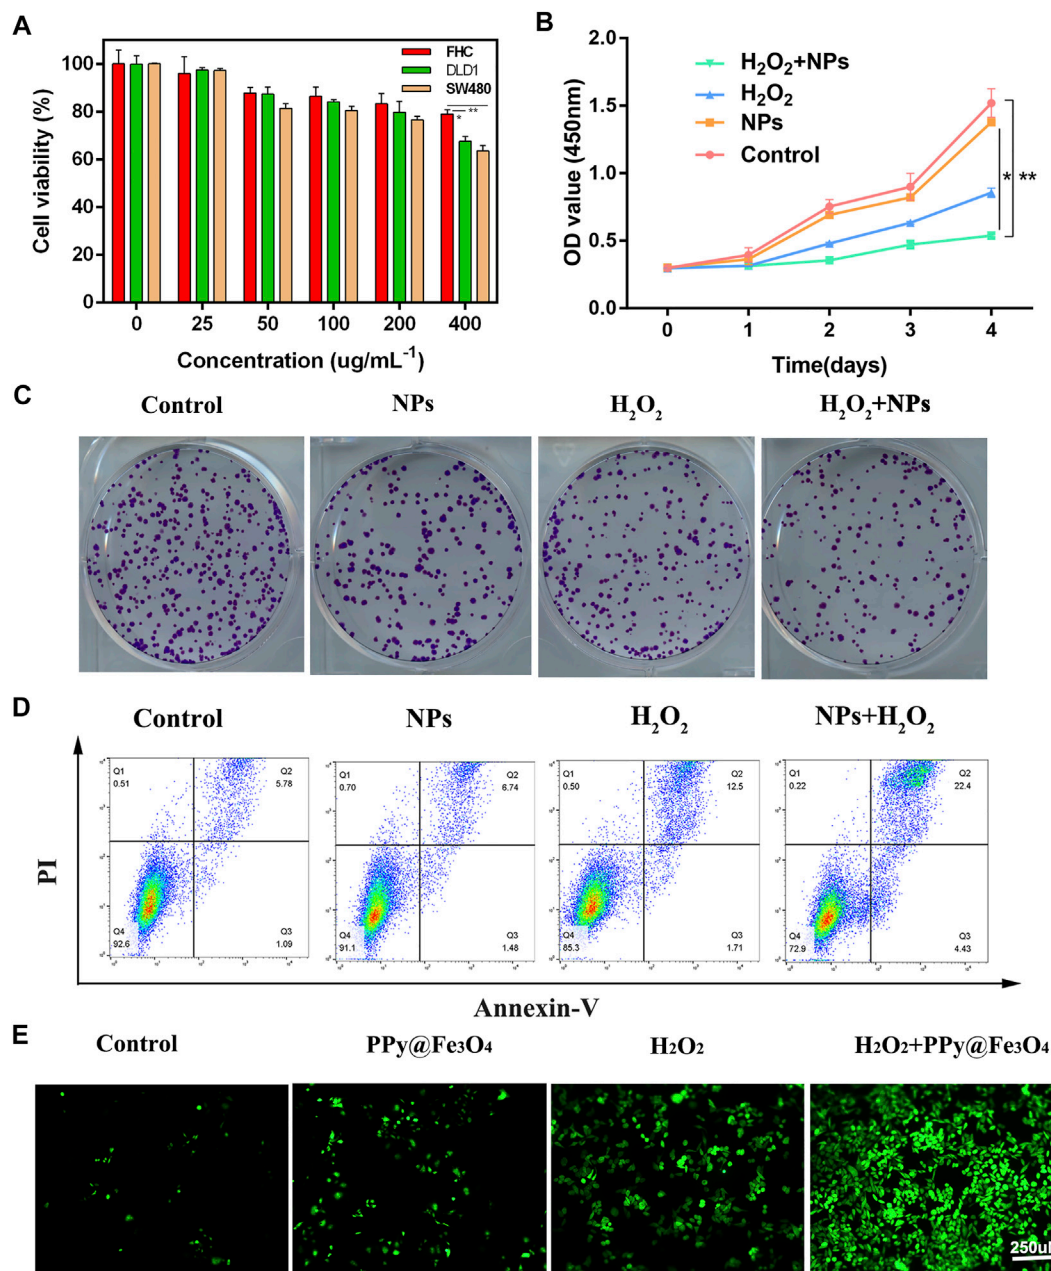 A
Cell viability (%)
100
80
60
40
20
0
FHC
DLD1
SW480
**
*
0 25 50 100 200 400
Concentration (ug/mL⁻¹)
B
OD value (450nm)
2.0
1.5
1.0
0.5
0.0
H₂O₂+NPs
H₂O₂
NPs
Control
* **
0 1 2 3 4
Time(days)
C
Control NPs H₂O₂ H₂O₂+NPs
D
Control NPs H₂O₂ NPs+H₂O₂
PI
Q1
0.51
Q2
5.78
Q4
92.6
Q3
1.09
Q1
0.70
Q2
6.74
Q4
91.1
Q3
1.48
Q1
0.50
Q2
12.5
Q4
85.3
Q3
1.71
Q1
0.22
Q2
22.4
Q4
72.9
Q3
4.43
Annexin-V
E
Control PPy@Fe₃O₄ H₂O₂ H₂O₂+PPy@Fe₃O₄